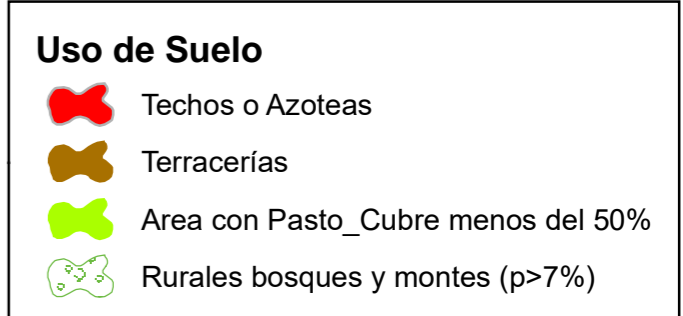 Uso de Suelo
Techos o Azoteas
Terracerías
Area con Pasto_Cubre menos del 50%
Rurales bosques y montes (p>7%)